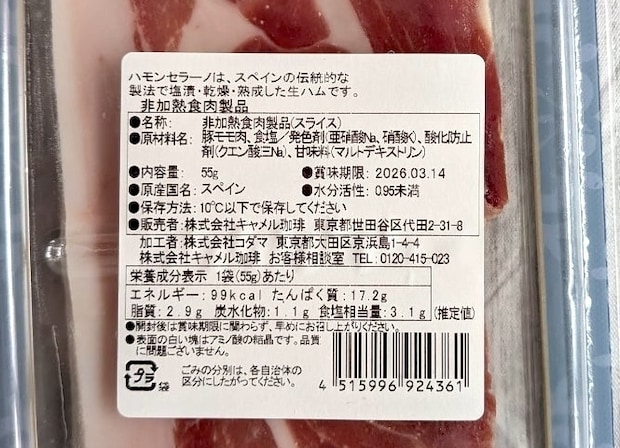 ハモンセラーノは、スペインの伝統的な
製法で塩漬・乾燥・熟成した生ハムです。
非加熱食肉製品
●名称: 非加熱食肉製品(スライス)
●原材料名: 豚モモ肉、食塩/発色剤(亜硝酸Na、硝酸K)、酸化防止
剤(クエン酸三Na)、甘味料(マルトデキストリン)
●内容量: 55g ●賞味期限: 2026.03.14
●原産国名: スペイン ●水分活性: 0.95未満
●保存方法: 10℃以下で保存してください
●販売者: 株式会社キャメル珈琲 東京都世田谷区代田2-31-8
加工者: 株式会社コダマ 東京都大田区京浜島1-4-4
株式会社キャメル珈琲 お客様相談室 TEL: 0120-415-023
栄養成分表示 1袋(55g)あたり
エネルギー:99kcal たんぱく質:17.2g
脂質:2.9g 炭水化物:1.1g 食塩相当量:3.1g (推定値)
●開封後は賞味期限に関わらず、早めにお召し上がりください。
●表面の白い塊はアミノ酸の結晶です。品質
に問題ございません。
プラ 袋
ごみの分別は、各自治体の
区分にしたがってください。
4 515996 924361